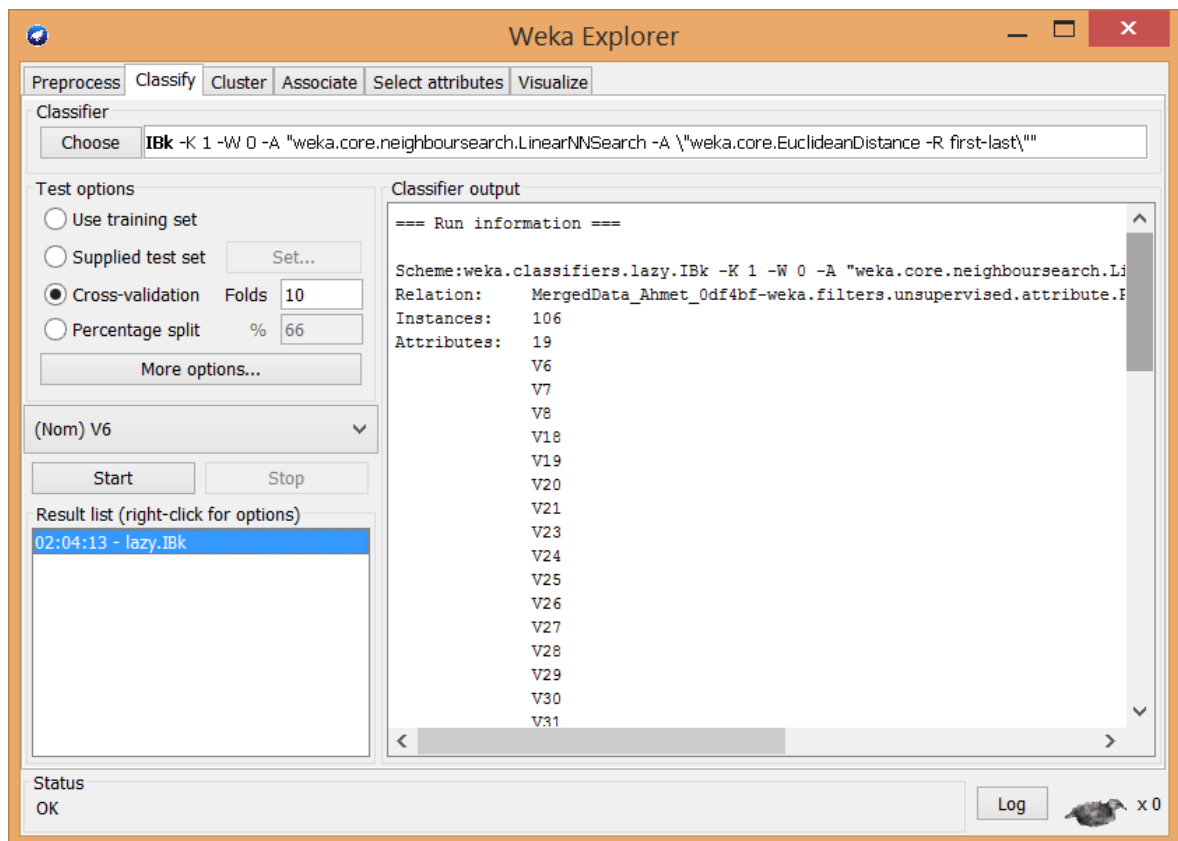 Weka Explorer
Preprocess Classify Cluster Associate Select attributes Visualize
Classifier
Choose IBk -K 1 -W 0 -A "weka.core.neighboursearch.LinearNNSearch -A \"weka.core.EuclideanDistance -R first-last\""
Test options
Use training set
Supplied test set Set...
Cross-validation Folds 10
Percentage split % 66
More options...
(Nom) V6
Start Stop
Result list (right-click for options)
02:04:13 - lazy.IBk
Classifier output
=== Run information ===
Scheme:weka.classifiers.lazy.IBk -K 1 -W 0 -A "weka.core.neighboursearch.Li
Relation: MergedData_Ahmet_0df4bf-weka.filters.unsupervised.attribute.
Instances: 106
Attributes: 19
V6
V7
V8
V18
V19
V20
V21
V23
V24
V25
V26
V27
V28
V29
V30
V31
Status
OK
Log x 0